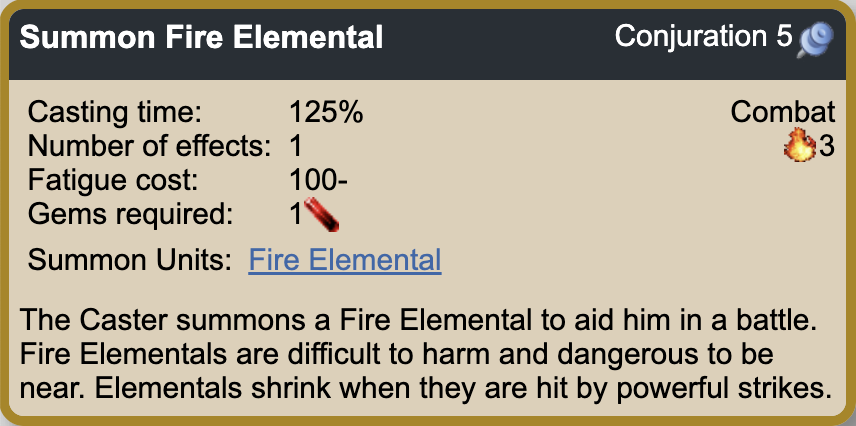 Summon Fire Elemental Conjuration 5
Casting time: 125% Combat
Number of effects: 1 3
Fatigue cost: 100-
Gems required: 1
Summon Units: Fire Elemental
The Caster summons a Fire Elemental to aid him in a battle.
Fire Elementals are difficult to harm and dangerous to be
near. Elementals shrink when they are hit by powerful strikes.